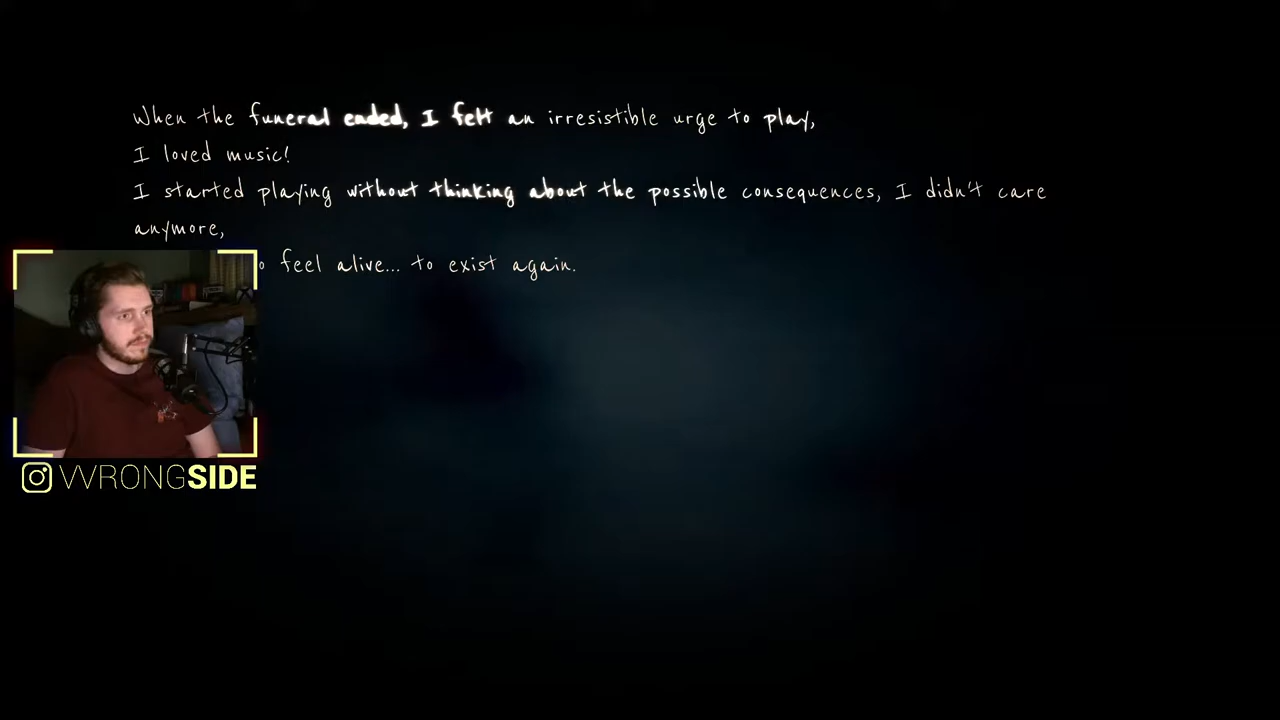 When the funeral ended, I felt an irresistible urge to play,
I loved music!
I started playing without thinking about the possible consequences, I didn't care
anymore,
feel alive... to exist again.
VVRONGSIDE